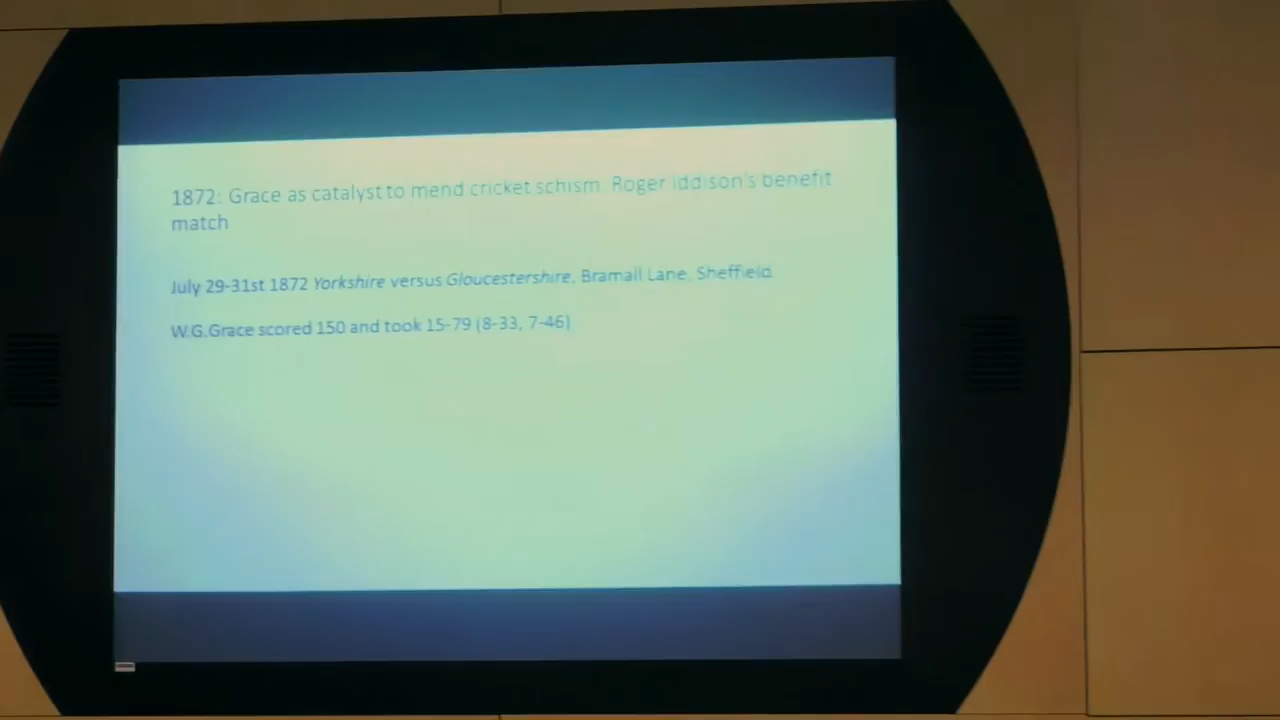 1872: Grace as catalyst to mend cricket schism. Roger Iddison's benefit
match
July 29-31st 1872 Yorkshire versus Gloucestershire, Bramall Lane, Sheffield
W.G.Grace scored 150 and took 15-79 (8-33, 7-46)